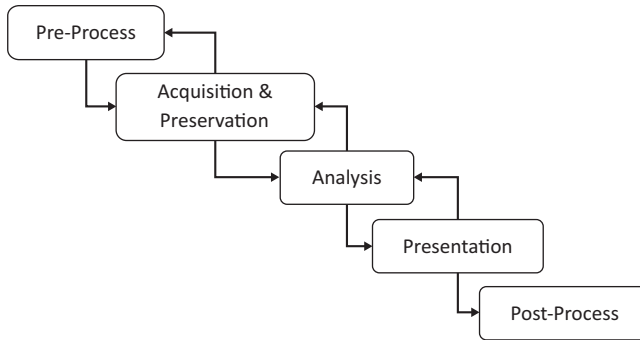 Pre-Process
Acquisition &
Preservation
Analysis
Presentation
Post-Process